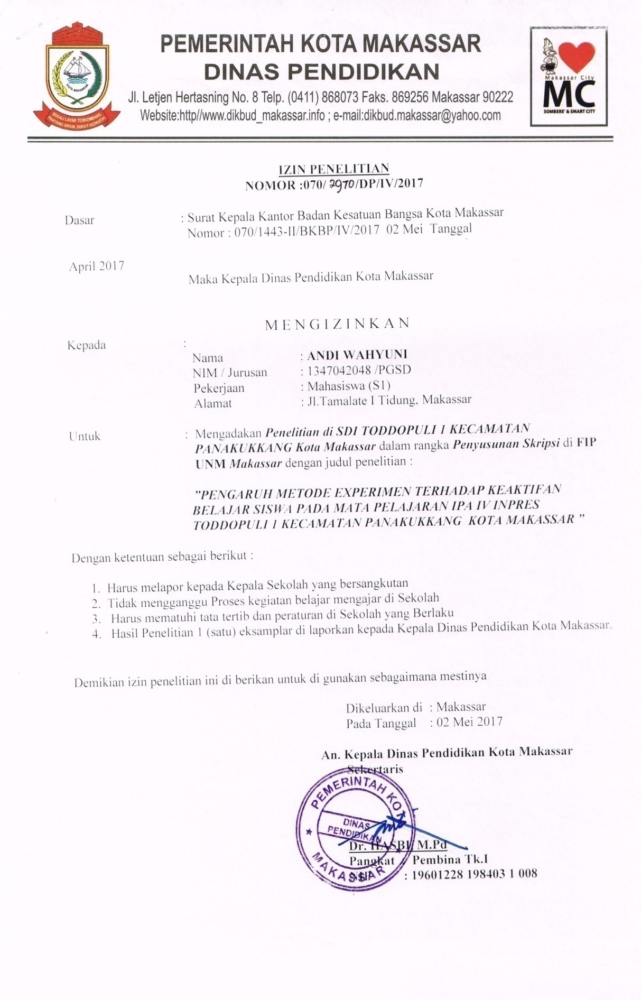 PEMERINTAH KOTA MAKASSAR
DINAS PENDIDIKAN
Jl. Letjen Hertasning No. 8 Telp. (0411) 868073 Faks. 869256 Makassar 90222
Website:http//www.dikbud_makassar.info ; e-mail:dikbud.makassar@yahoo.com
KOTA MAKASSAR
SEKALI LAYAR TERKEMBANG
PANTANG BIDUK SURUT KEPANTAI
Makassar City
MC
SOMBERE' & SMART CITY
IZIN PENELITIAN
NOMOR :070/ 2970/DP/IV/2017
Dasar : Surat Kepala Kantor Badan Kesatuan Bangsa Kota Makassar
Nomor : 070/1443-II/BKBP/IV/2017 02 Mei Tanggal
April 2017
Maka Kepala Dinas Pendidikan Kota Makassar
M E N G I Z I N K A N
Kepada :
Nama : ANDI WAHYUNI
NIM / Jurusan : 1347042048 /PGSD
Pekerjaan : Mahasiswa (S1)
Alamat : Jl.Tamalate I Tidung, Makassar
Untuk : Mengadakan Penelitian di SDI TODDOPULI 1 KECAMATAN
PANAKUKKANG Kota Makassar dalam rangka Penyusunan Skripsi di FIP
UNM Makassar dengan judul penelitian :
"PENGARUH METODE EXPERIMEN TERHADAP KEAKTIFAN
BELAJAR SISWA PADA MATA PELAJARAN IPA IV INPRES
TODDOPULI 1 KECAMATAN PANAKUKKANG KOTA MAKASSAR "
Dengan ketentuan sebagai berikut :
1. Harus melapor kepada Kepala Sekolah yang bersangkutan
2. Tidak mengganggu Proses kegiatan belajar mengajar di Sekolah
3. Harus mematuhi tata tertib dan peraturan di Sekolah yang Berlaku
4. Hasil Penelitian 1 (satu) eksamplar di laporkan kepada Kepala Dinas Pendidikan Kota Makassar.
Demikian izin penelitian ini di berikan untuk di gunakan sebagaimana mestinya
Dikeluarkan di : Makassar
Pada Tanggal : 02 Mei 2017
An. Kepala Dinas Pendidikan Kota Makassar
Sekertaris
PEMERINTAH KOTA
DINAS
PENDIDIKAN
MAKASSAR
Dr. HASBI, M.Pd
Pangkat : Pembina Tk.I
NIP : 19601228 198403 1 008